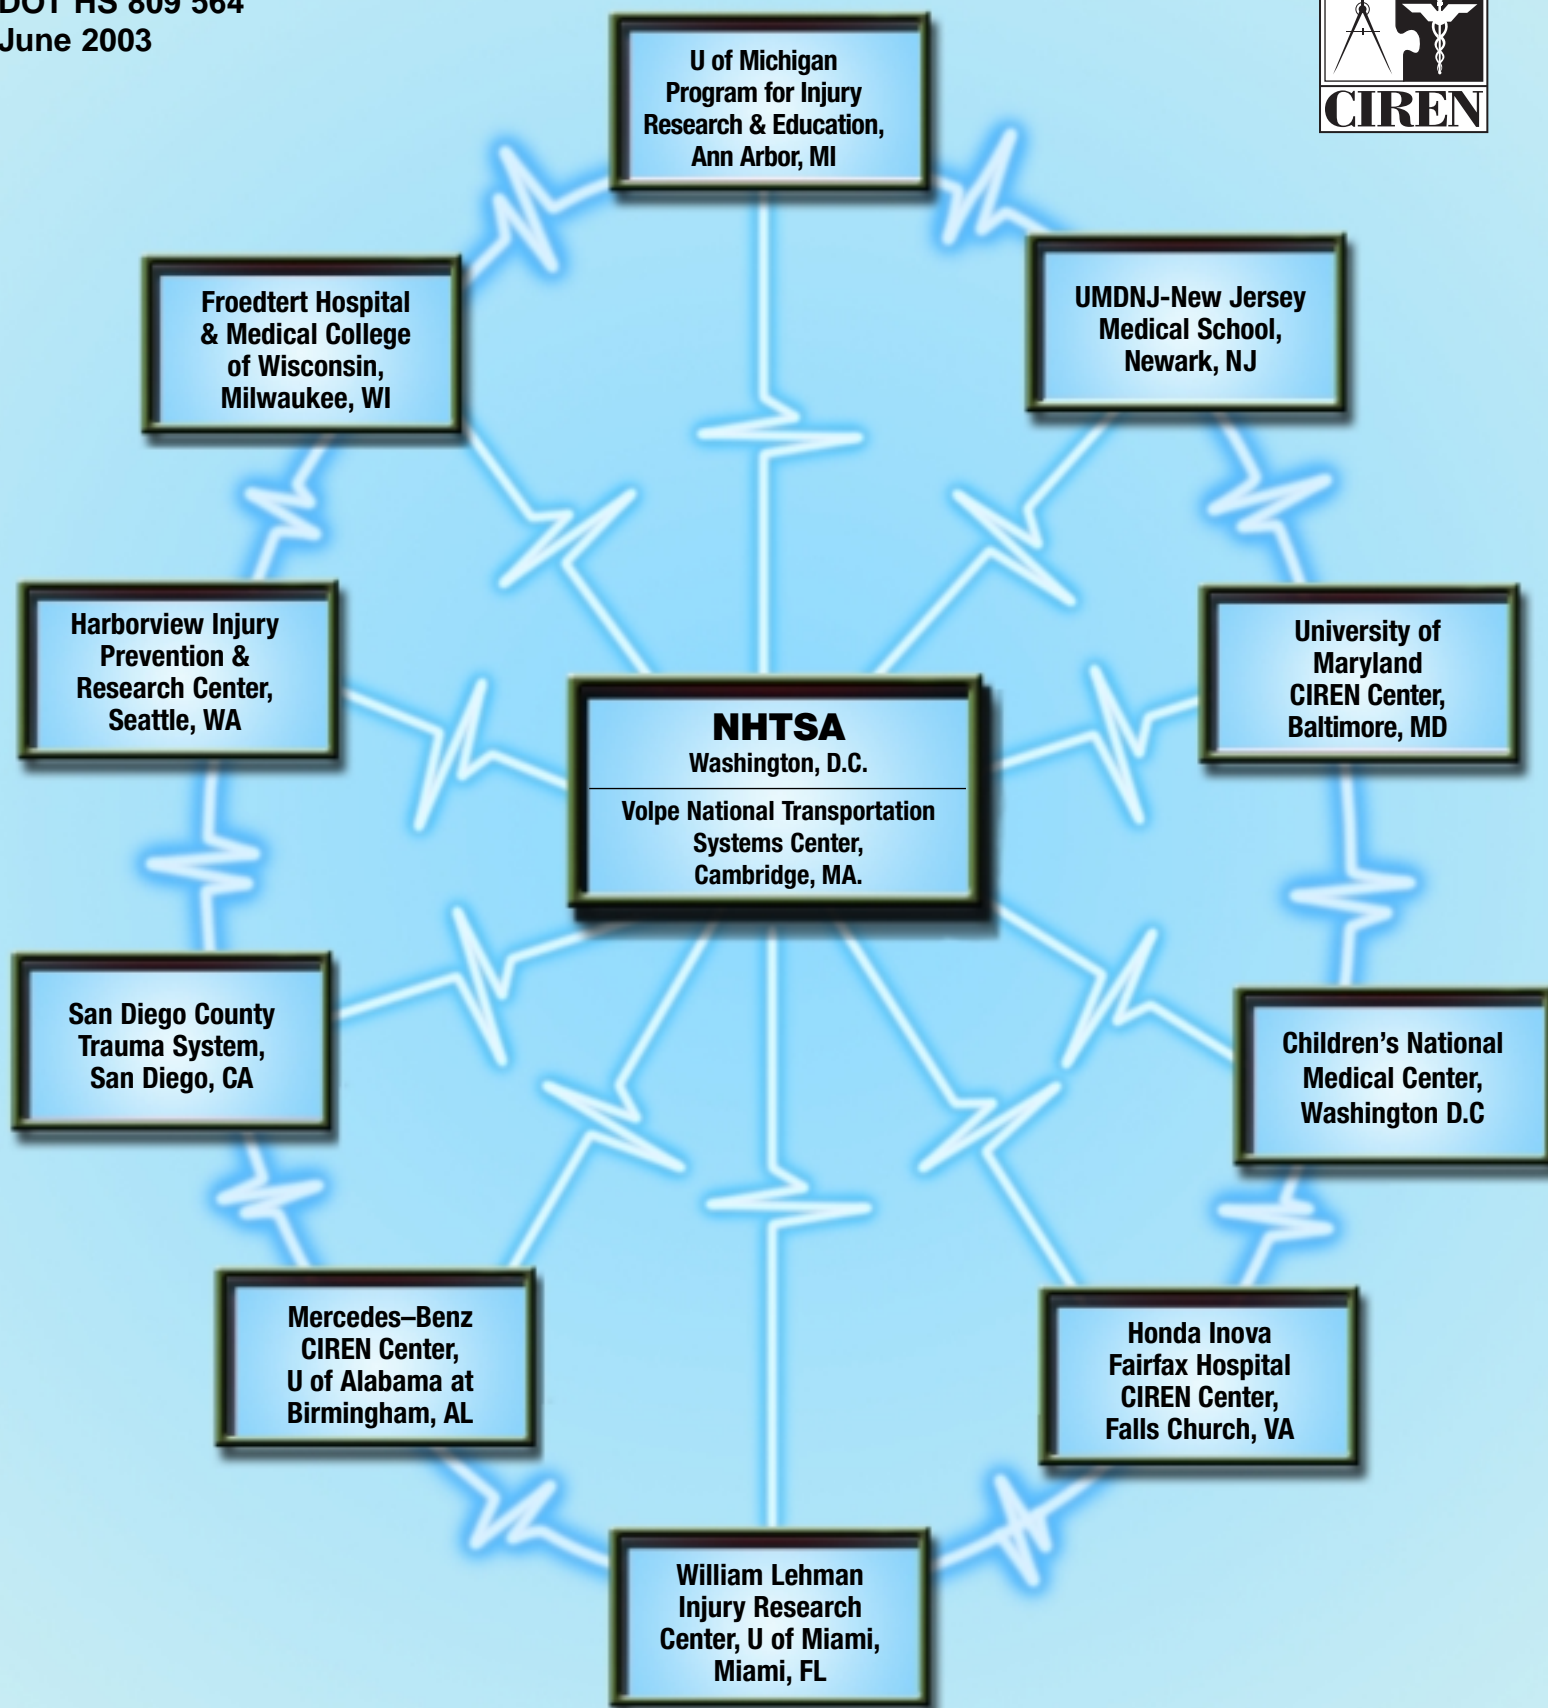 DOT HS 809 564
June 2003
CIREN
U of Michigan
Program for Injury
Research & Education,
Ann Arbor, MI
Froedtert Hospital
& Medical College
of Wisconsin,
Milwaukee, WI
UMDNJ-New Jersey
Medical School,
Newark, NJ
Harborview Injury
Prevention &
Research Center,
Seattle, WA
University of
Maryland
CIREN Center,
Baltimore, MD
NHTSA
Washington, D.C.
Volpe National Transportation
Systems Center,
Cambridge, MA.
San Diego County
Trauma System,
San Diego, CA
Children’s National
Medical Center,
Washington D.C
Mercedes–Benz
CIREN Center,
U of Alabama at
Birmingham, AL
Honda Inova
Fairfax Hospital
CIREN Center,
Falls Church, VA
William Lehman
Injury Research
Center, U of Miami,
Miami, FL